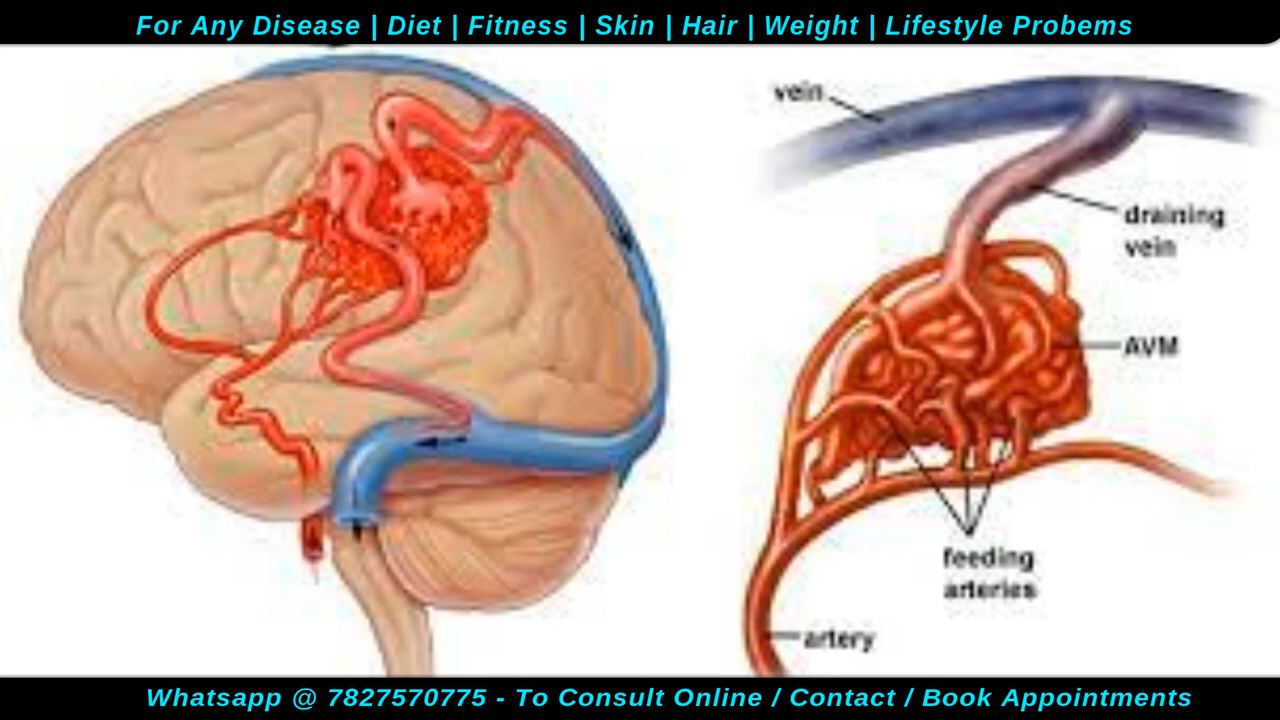 For Any Disease | Diet | Fitness | Skin | Hair | Weight | Lifestyle Probems
vein
draining
vein
AVM
feeding
arteries
artery
Whatsapp @ 7827570775 - To Consult Online / Contact / Book Appointments